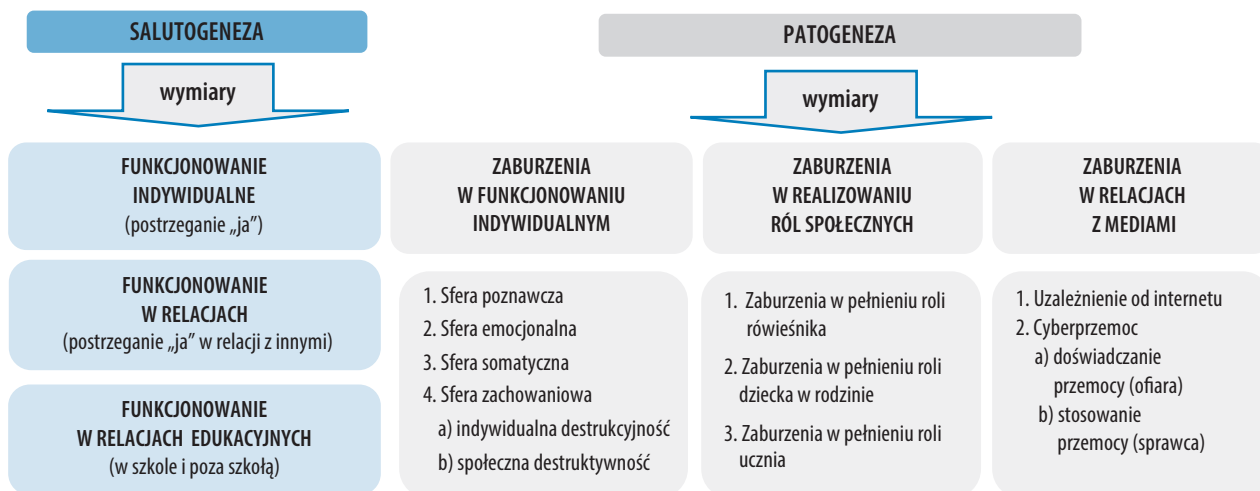 SALUTOGENEZA
wymiary
FUNKCJONOWANIE
INDYWIDUALNE
(postrzeganie „ja”)
FUNKCJONOWANIE
W RELACJACH
(postrzeganie „ja” w relacji z innymi)
FUNKCJONOWANIE
W RELACJACH EDUKACYJNYCH
(w szkole i poza szkołą)
PATOGENEZA
wymiary
ZABURZENIA
W FUNKCJONOWANIU
INDYWIDUALNYM
1. Sfera poznawcza
2. Sfera emocjonalna
3. Sfera somatyczna
4. Sfera zachowaniowa
a) indywidualna destrukcyjność
b) społeczna destruktywność
ZABURZENIA
W REALIZOWANIU
RÓL SPOŁECZNYCH
1. Zaburzenia w pełnieniu roli
rówieśnika
2. Zaburzenia w pełnieniu roli
dziecka w rodzinie
3. Zaburzenia w pełnieniu roli
ucznia
ZABURZENIA
W RELACJACH
Z MEDIAMI
1. Uzależnienie od internetu
2. Cyberprzemoc
a) doświadczanie
przemocy (ofiara)
b) stosowanie
przemocy (sprawca)